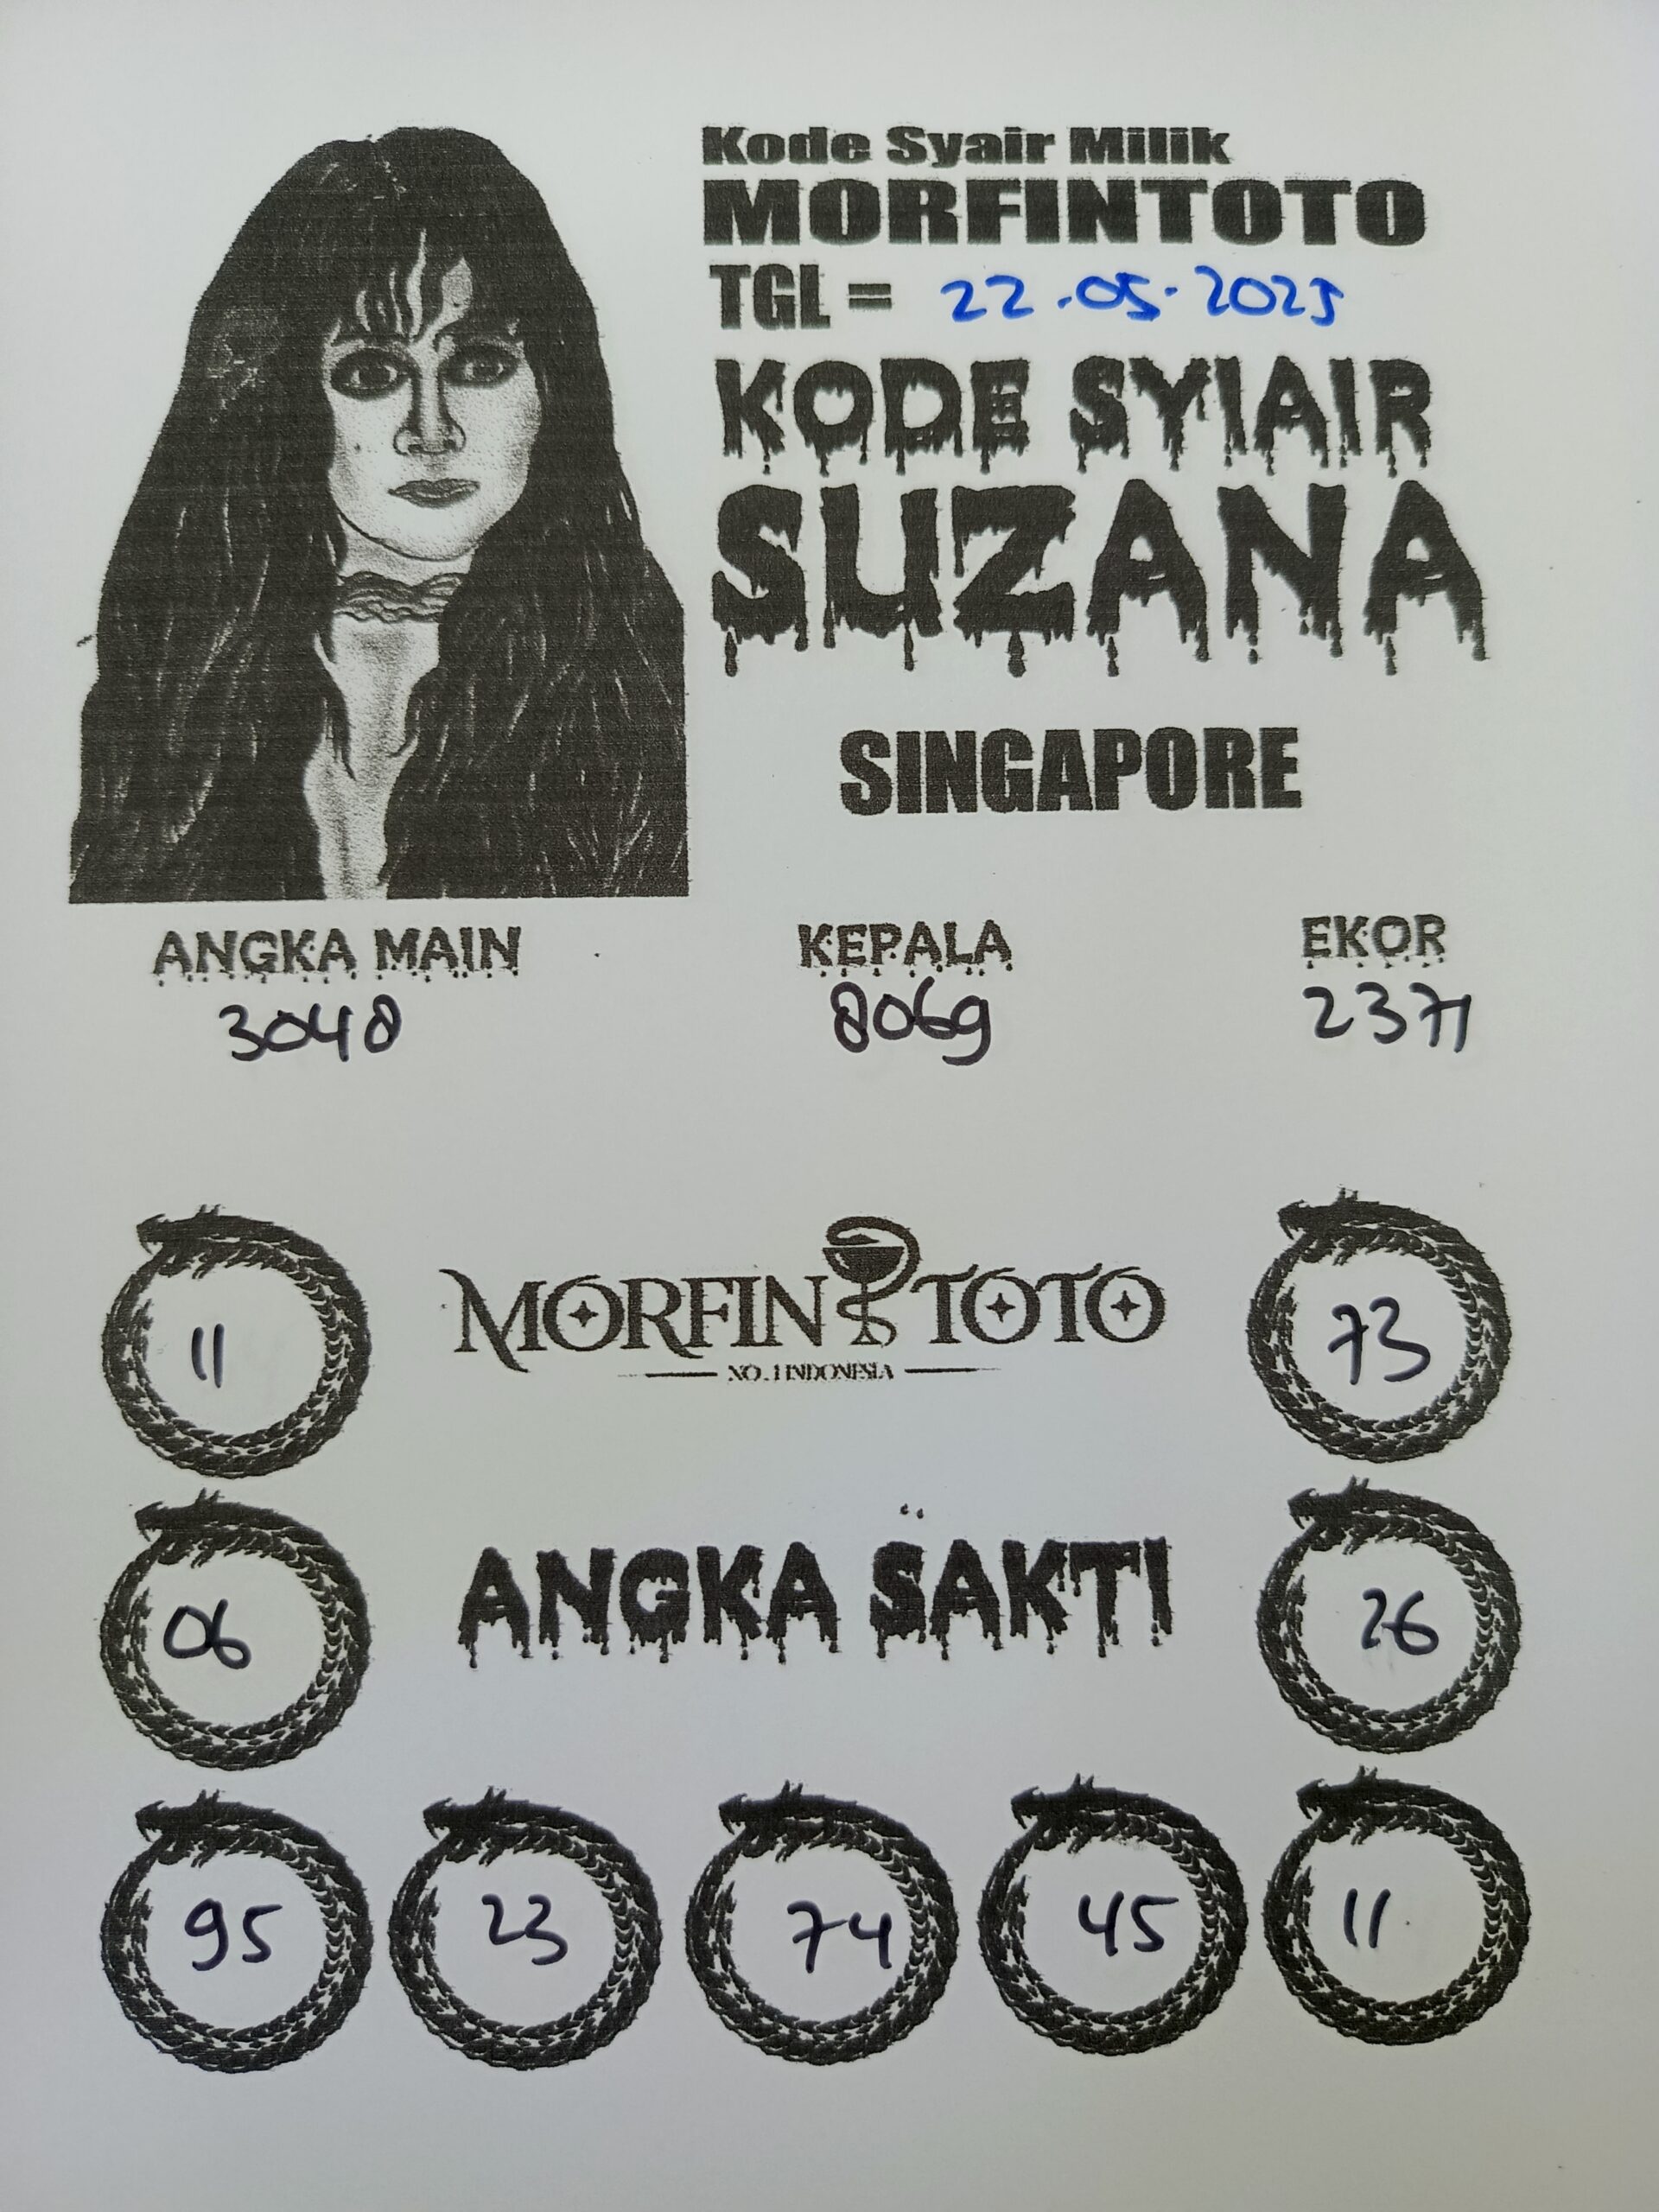 Kode Syair Milik
MORFINTOTO
TGL = 22.05.2025
KODE SYIAIR
SUZANA
SINGAPORE
ANGKA MAIN KEPALA EKOR
3048 8069 2371
11 MORFIN TOTO 73
NO.1 INDONESIA
06 ANGKA SAKTI 26
95 23 74 45 11